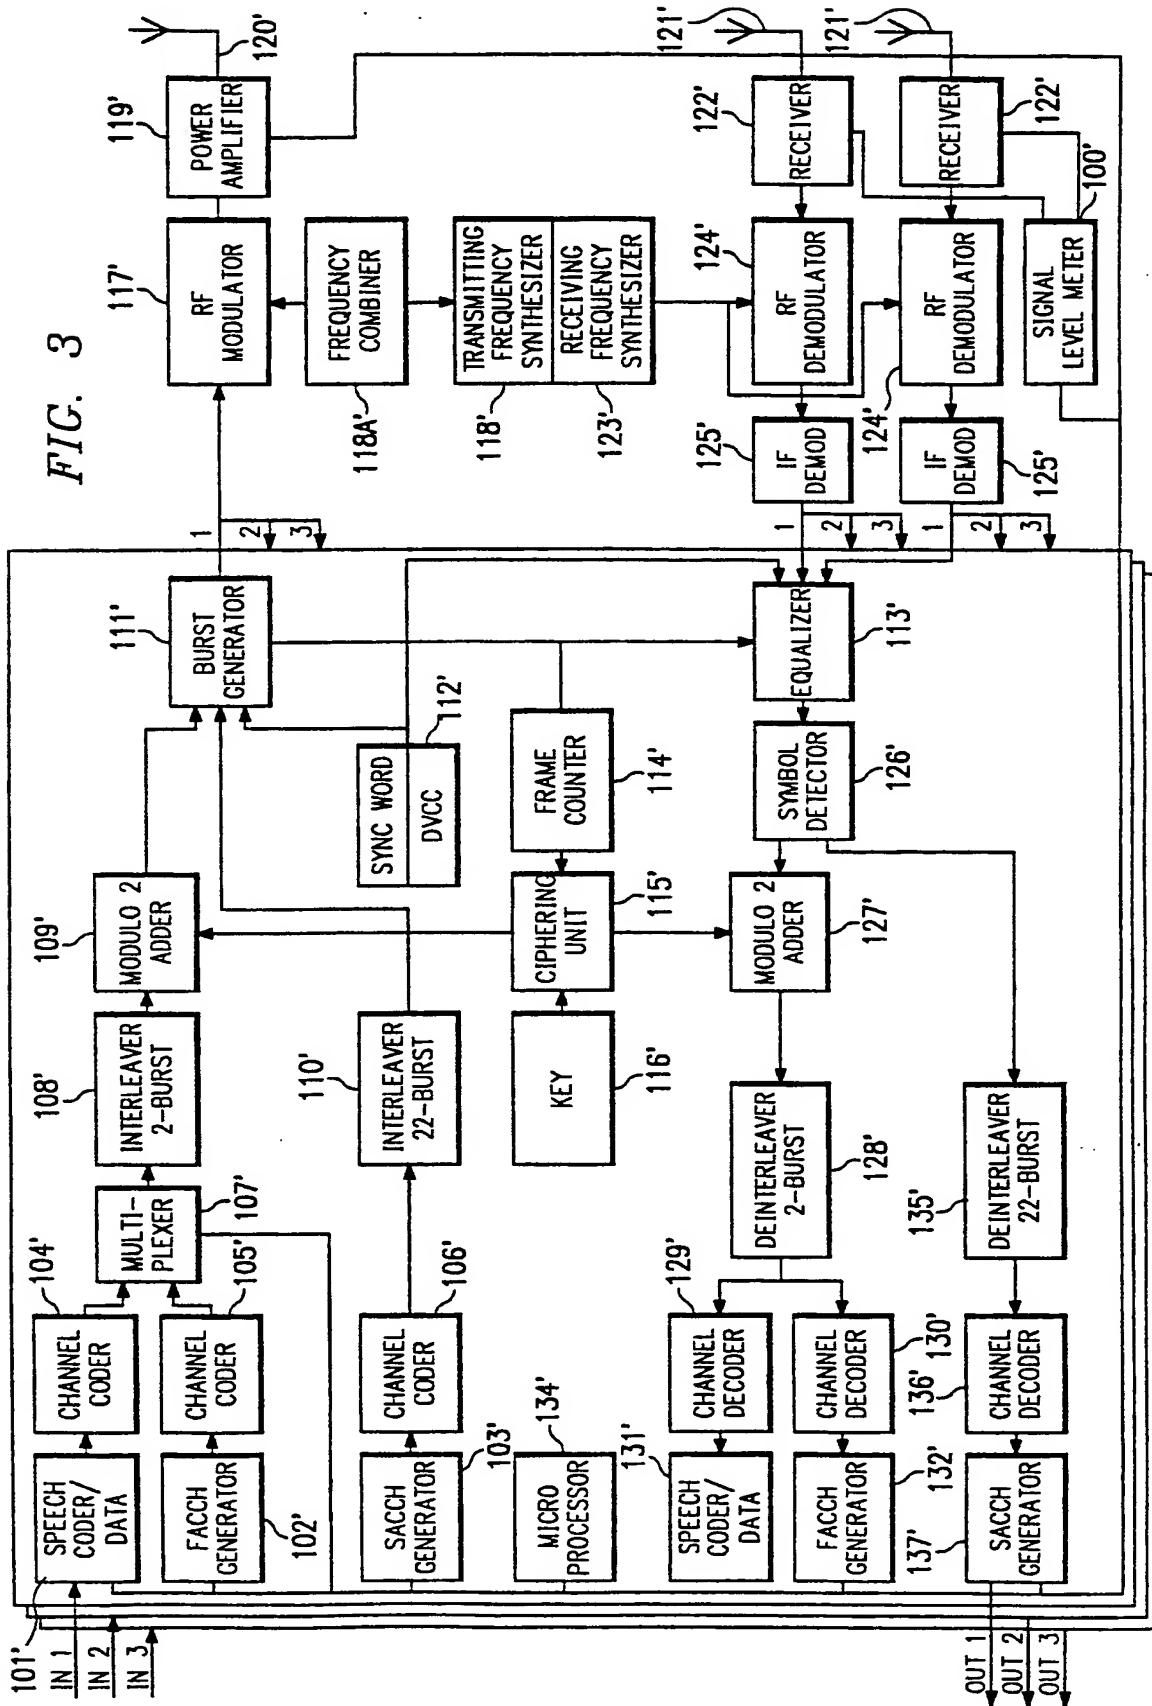 FIG. 3
101'
IN 1
IN 2
IN 3
SPEECH
CODER/
DATA
104'
CHANNEL
CODER
FACCH
GENERATOR
102'
CHANNEL
CODER
105'
MULTI-
PLEXER
107'
108'
INTERLEAVER
2-BURST
109'
MODULO 2
ADDER
111'
BURST
GENERATOR
1
2
3
117'
RF
MODULATOR
119'
POWER
AMPLIFIER
120'
SACCH
GENERATOR
103'
CHANNEL
CODER
106'
110'
INTERLEAVER
22-BURST
SYNC WORD
DVCC
112'
FREQUENCY
COMBINER
118A'
MICRO
PROCESSOR
134'
KEY
116'
CIPHERING
UNIT
115'
FRAME
COUNTER
114'
TRANSMITTING
FREQUENCY
SYNTHESIZER
118'
RECEIVING
FREQUENCY
SYNTHESIZER
123'
131'
SPEECH
CODER/
DATA
129'
CHANNEL
DECODER
FACCH
GENERATOR
132'
CHANNEL
DECODER
130'
DEINTERLEAVER
2-BURST
128'
MODULO 2
ADDER
127'
SYMBOL
DETECTOR
126'
EQUALIZER
113'
1
2
3
125'
IF
DEMOD
RF
DEMODULATOR
124'
122'
RECEIVER
121'
137'
SACCH
GENERATOR
136'
CHANNEL
DECODER
135'
DEINTERLEAVER
22-BURST
1
2
3
IF
DEMOD
125'
124'
RF
DEMODULATOR
RECEIVER
122'
121'
SIGNAL
LEVEL METER
100'
OUT 1
OUT 2
OUT 3